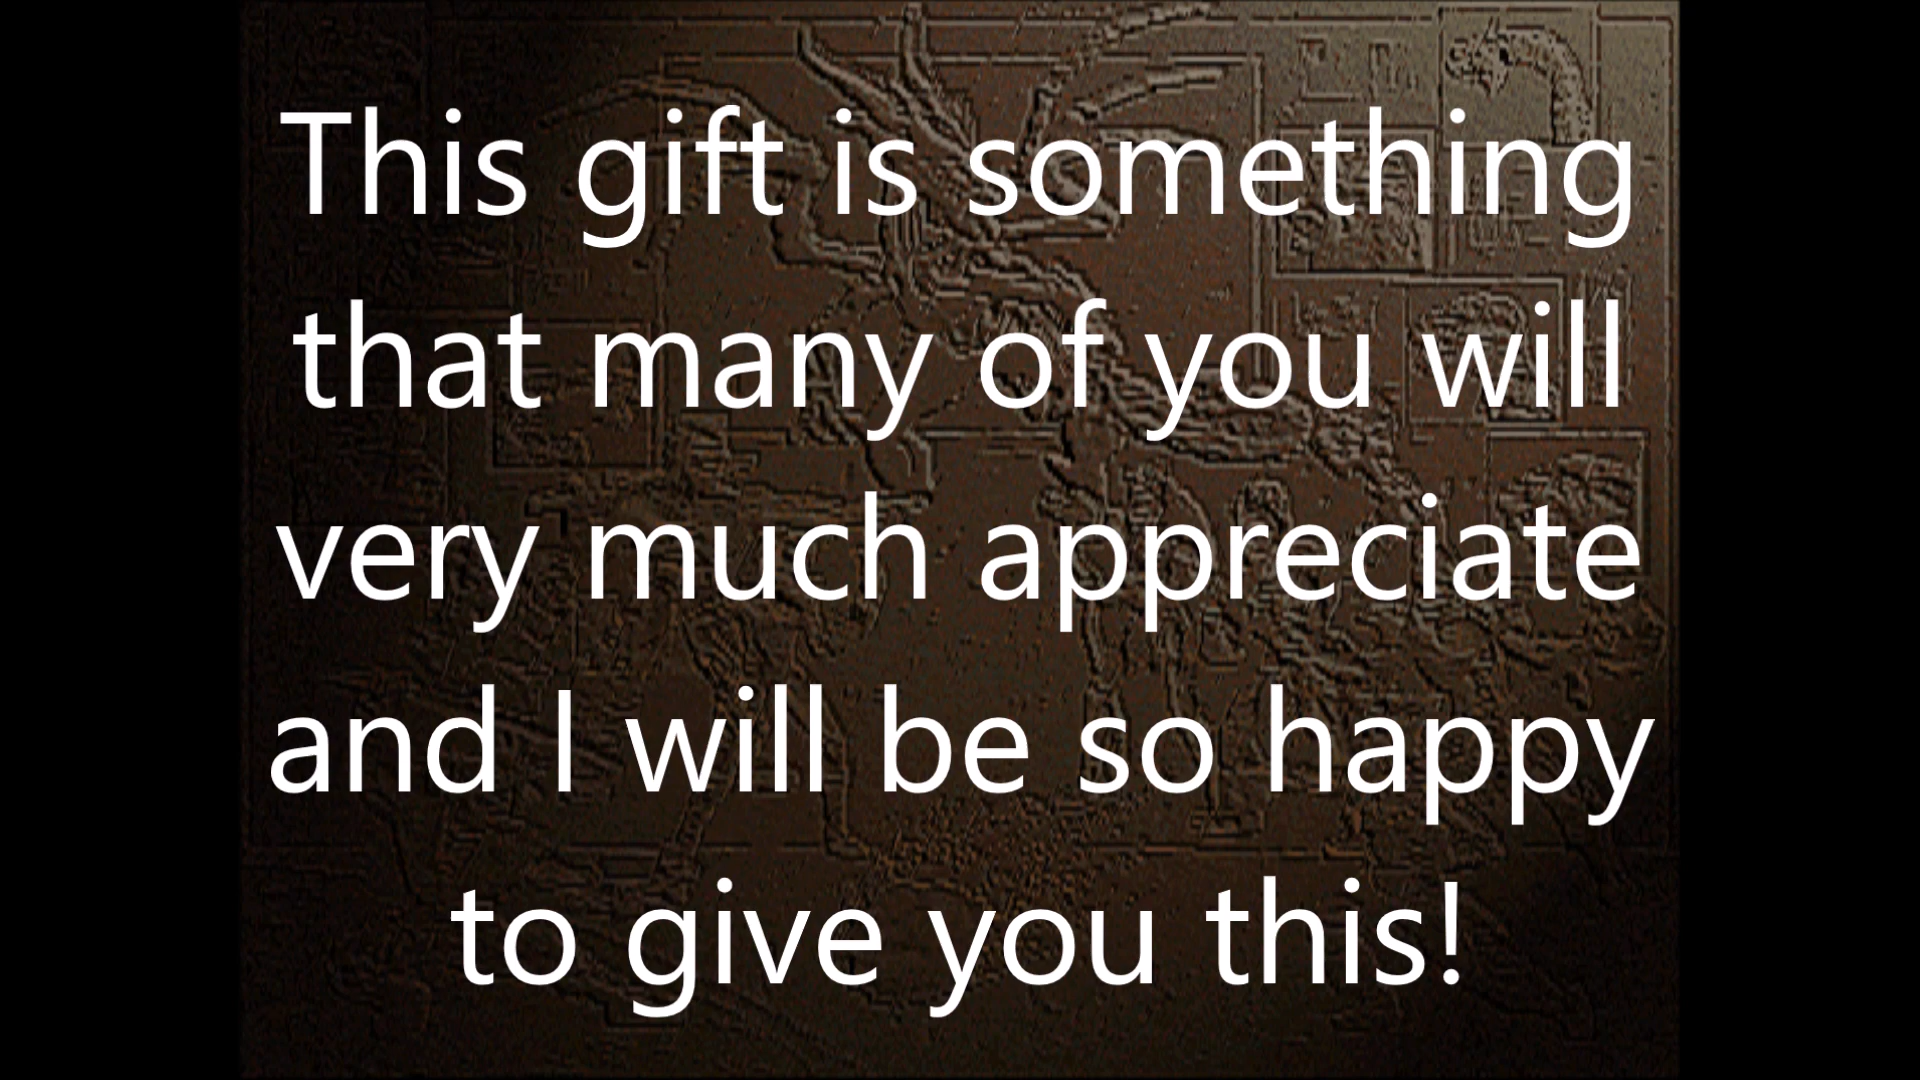 This gift is something
that many of you will
very much appreciate
and I will be so happy
to give you this!